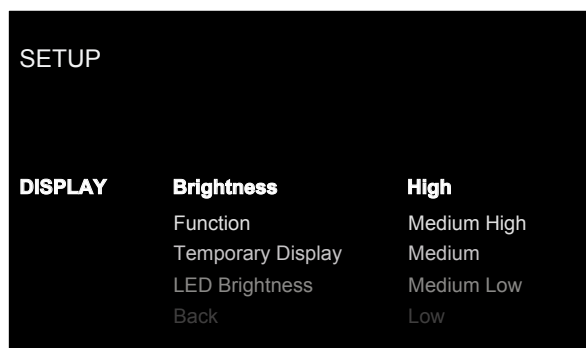 SETUP
DISPLAY Brightness High
Function Medium High
Temporary Display Medium
LED Brightness Medium Low
Back Low